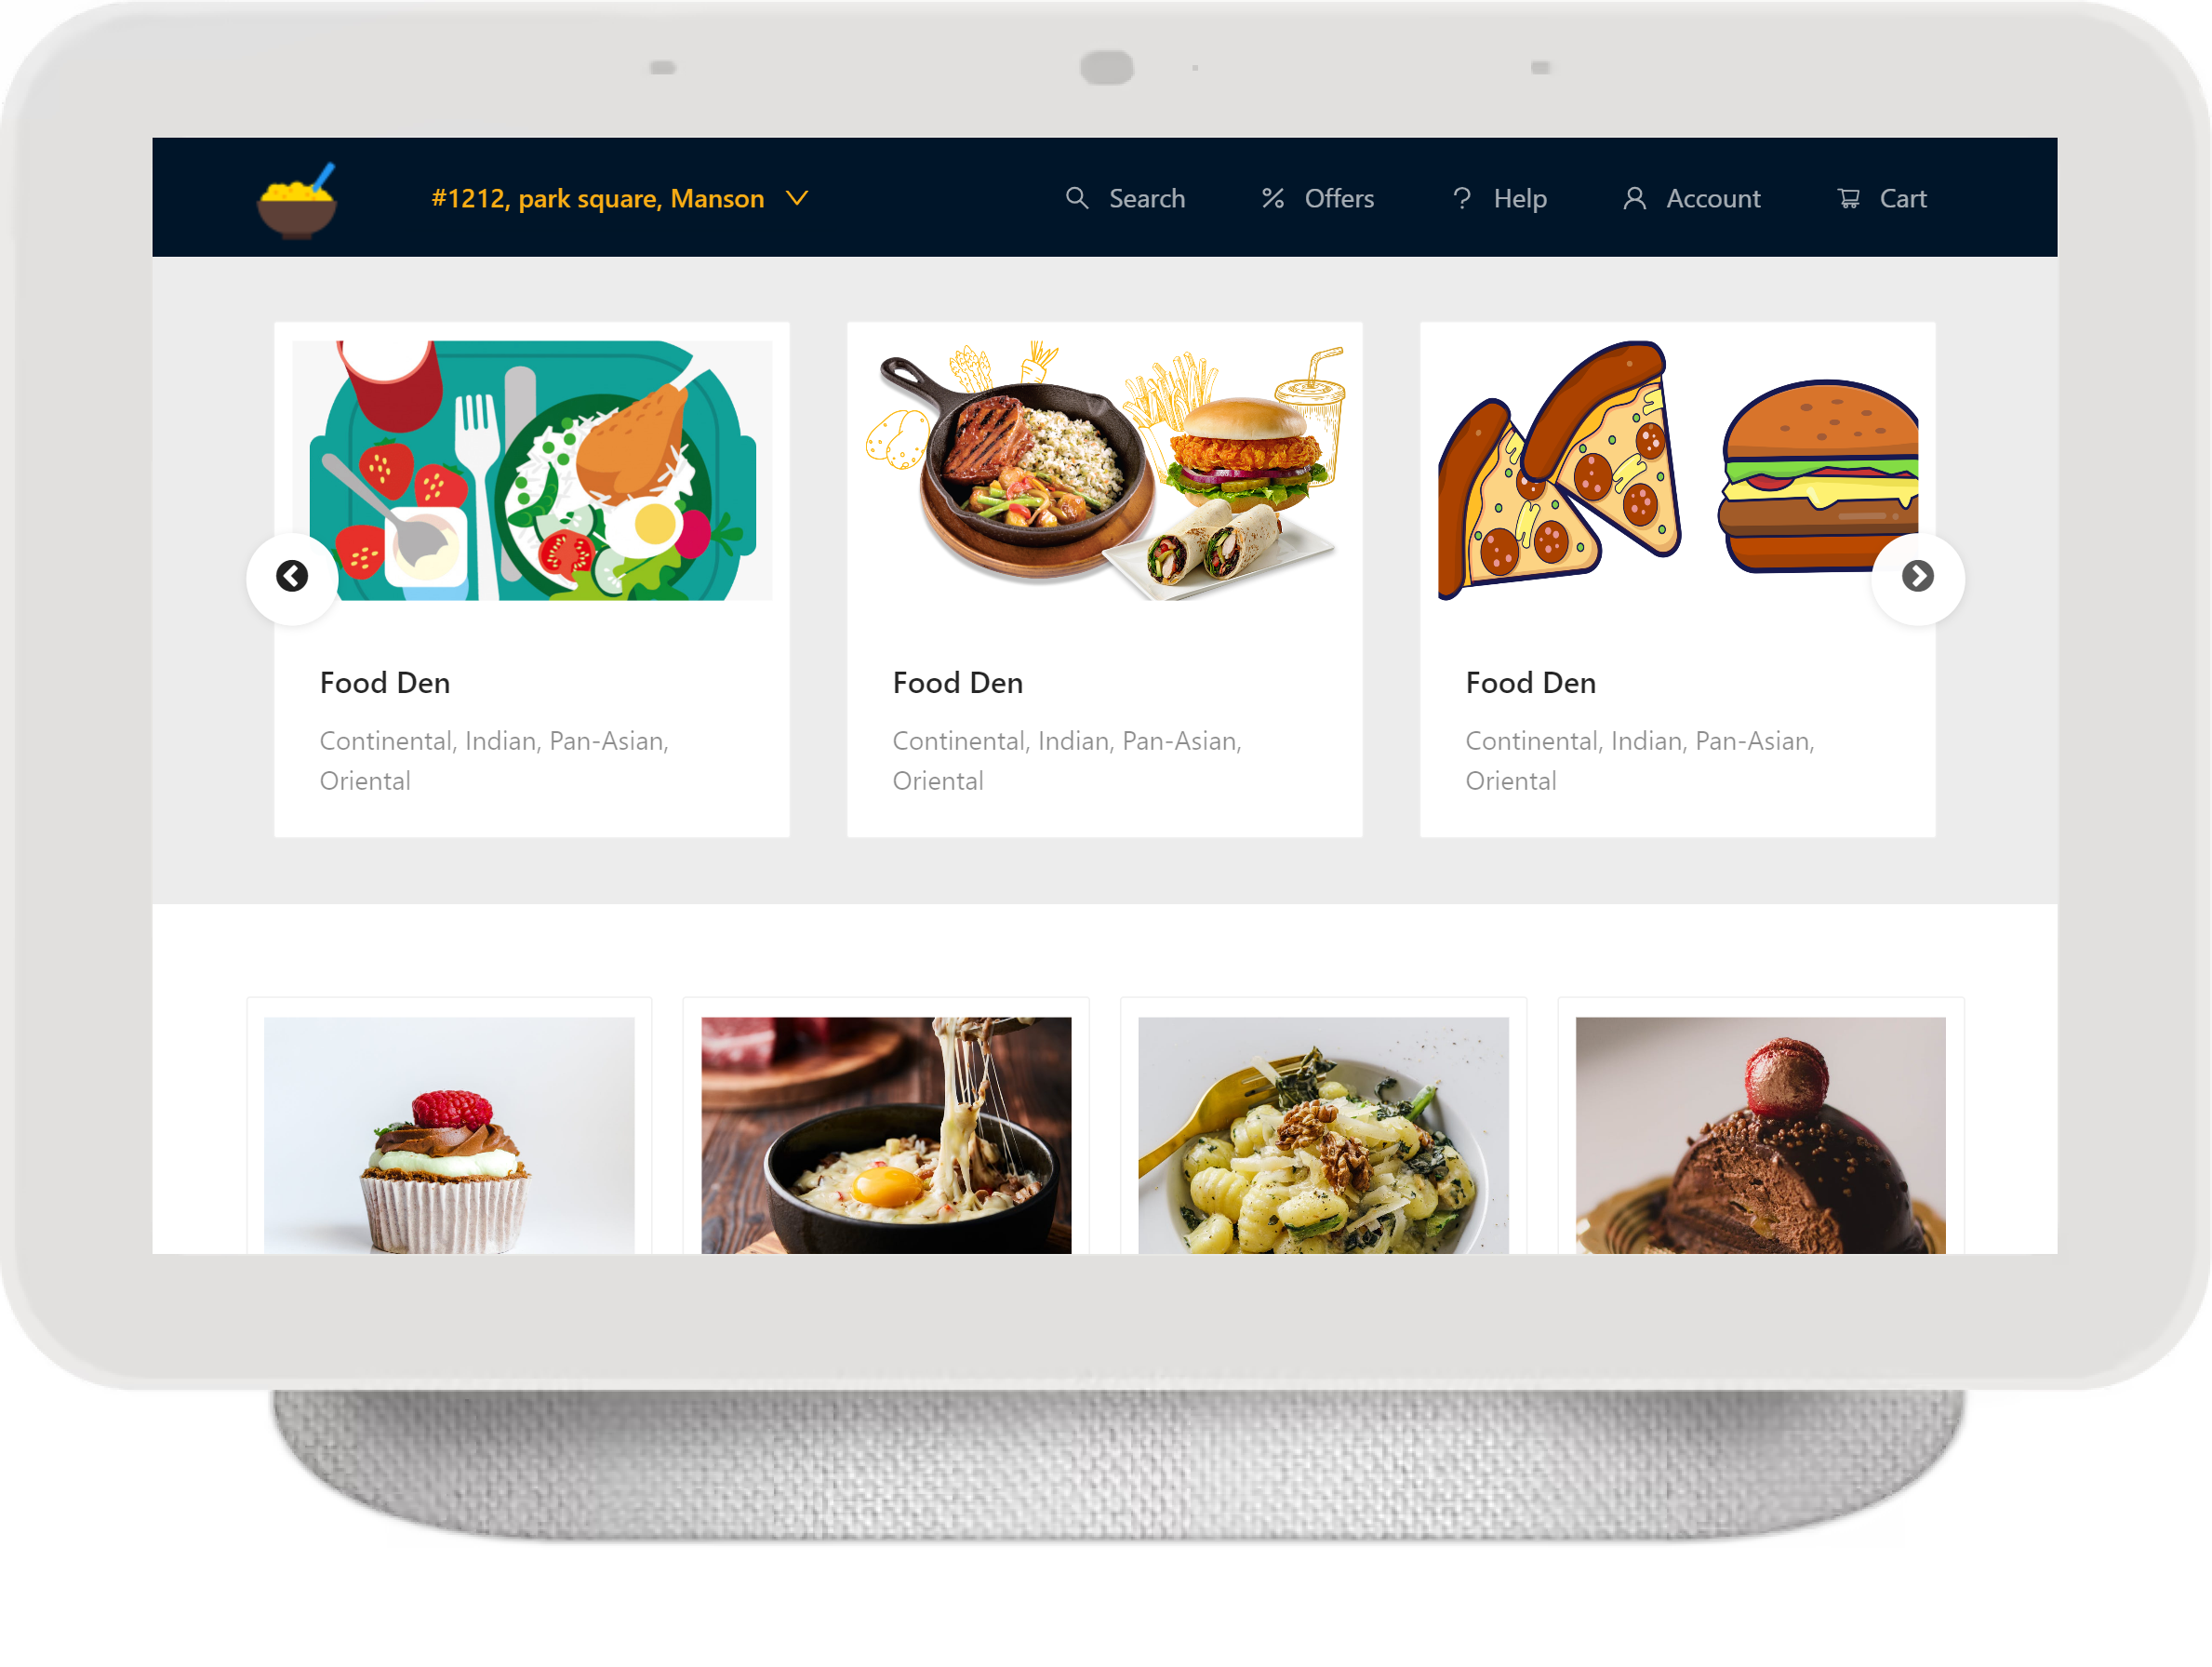 #1212, park square, Manson
Search
Offers
Help
Account
Cart
Food Den
Continental, Indian, Pan-Asian,
Oriental
Food Den
Continental, Indian, Pan-Asian,
Oriental
Food Den
Continental, Indian, Pan-Asian,
Oriental